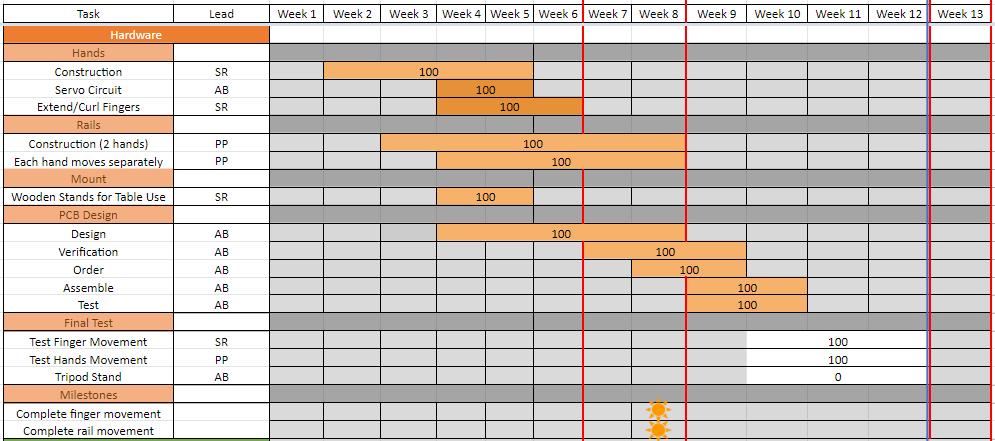 Task Lead Week 1 Week 2 Week 3 Week 4 Week 5 Week 6 Week 7 Week 8 Week 9 Week 10 Week 11 Week 12 Week 13
Hardware
Hands
Construction SR 100
Servo Circuit AB 100
Extend/Curl Fingers SR 100
Rails
Construction (2 hands) PP 100
Each hand moves separately PP 100
Mount
Wooden Stands for Table Use SR 100
PCB Design
Design AB 100
Verification AB 100
Order AB 100
Assemble AB 100
Test AB 100
Final Test
Test Finger Movement SR 100
Test Hands Movement PP 100
Tripod Stand AB 0
Milestones
Complete finger movement
Complete rail movement